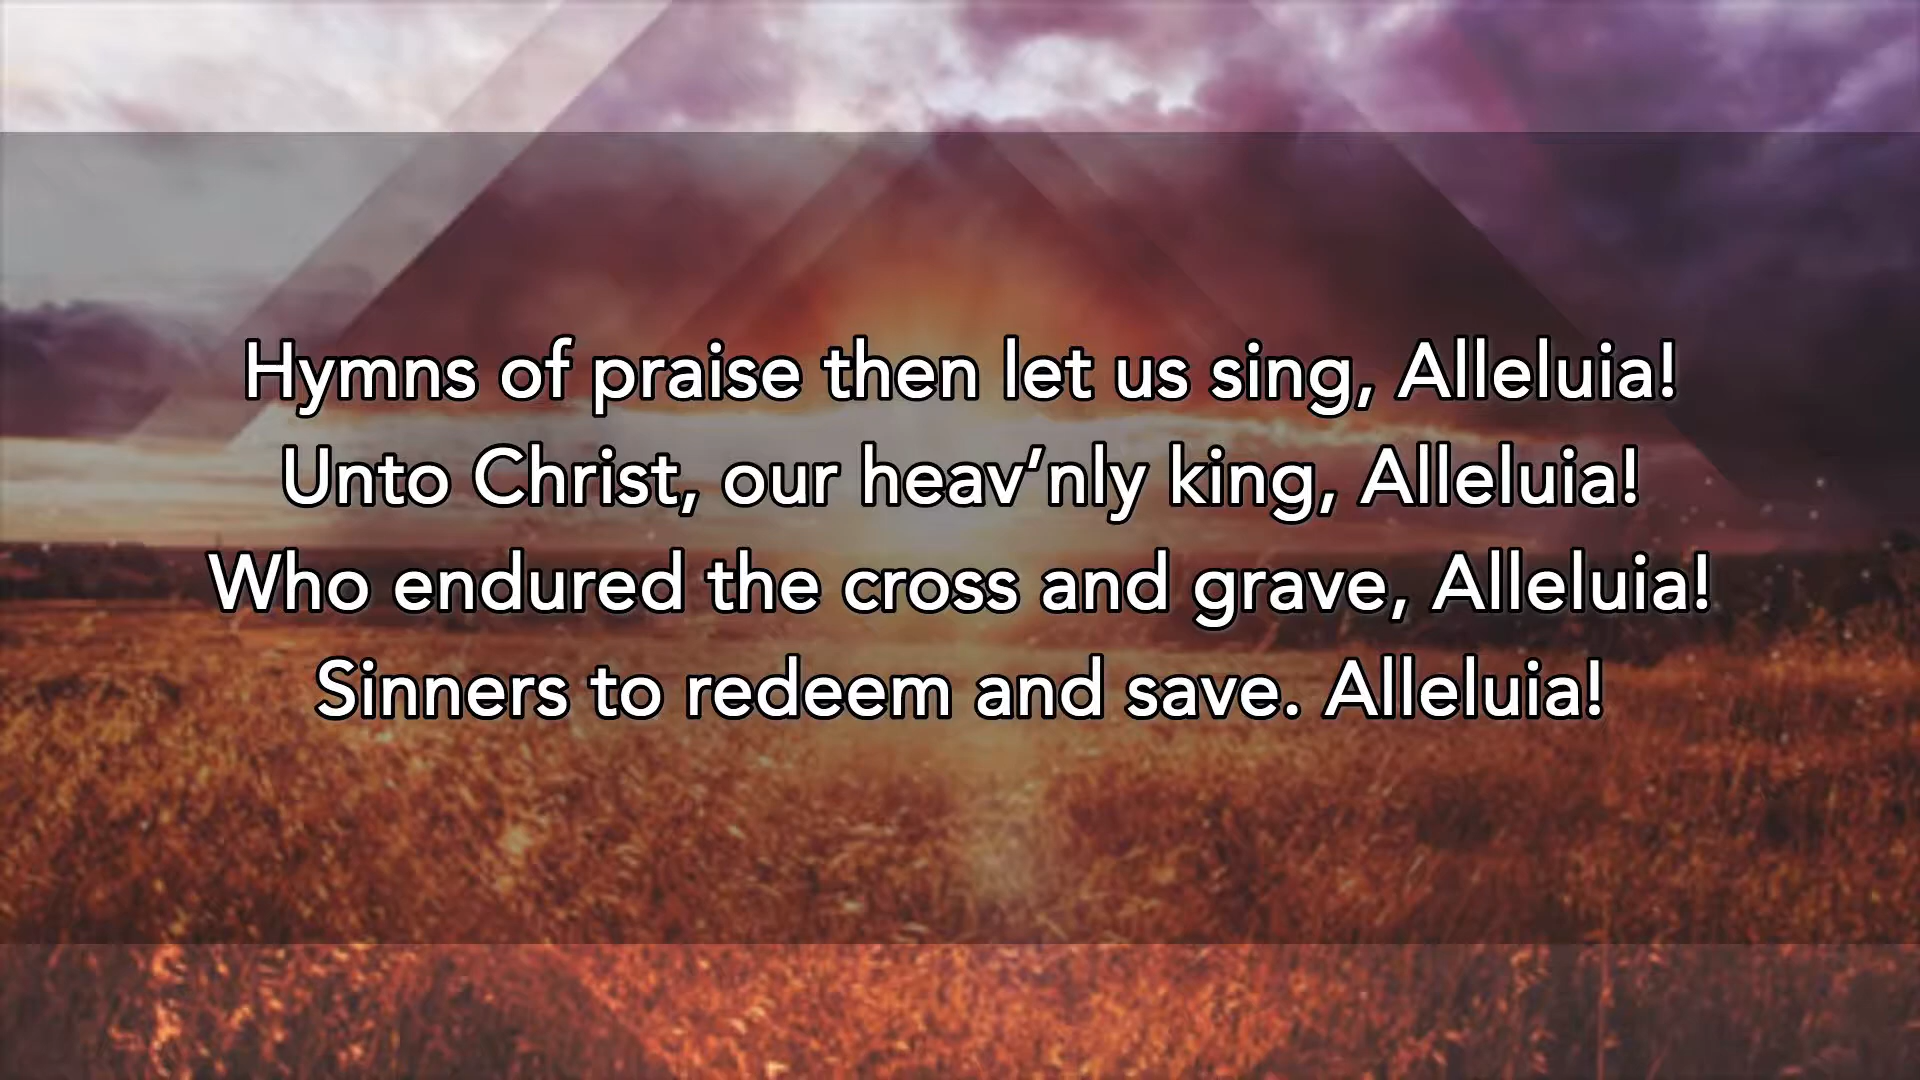 Hymns of praise then let us sing, Alleluia!
Unto Christ, our heav’nly king, Alleluia!
Who endured the cross and grave, Alleluia!
Sinners to redeem and save. Alleluia!